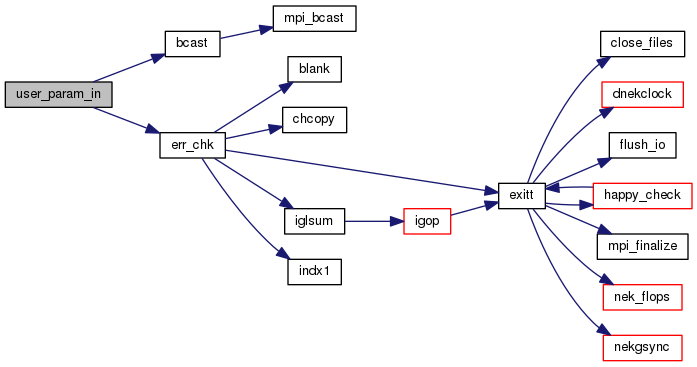 user_param_in
bcast
mpi_bcast
err_chk
blank
chcopy
iglsum
indx1
igop
exitt
close_files
dnekclock
flush_io
happy_check
mpi_finalize
nek_flops
nekgsync